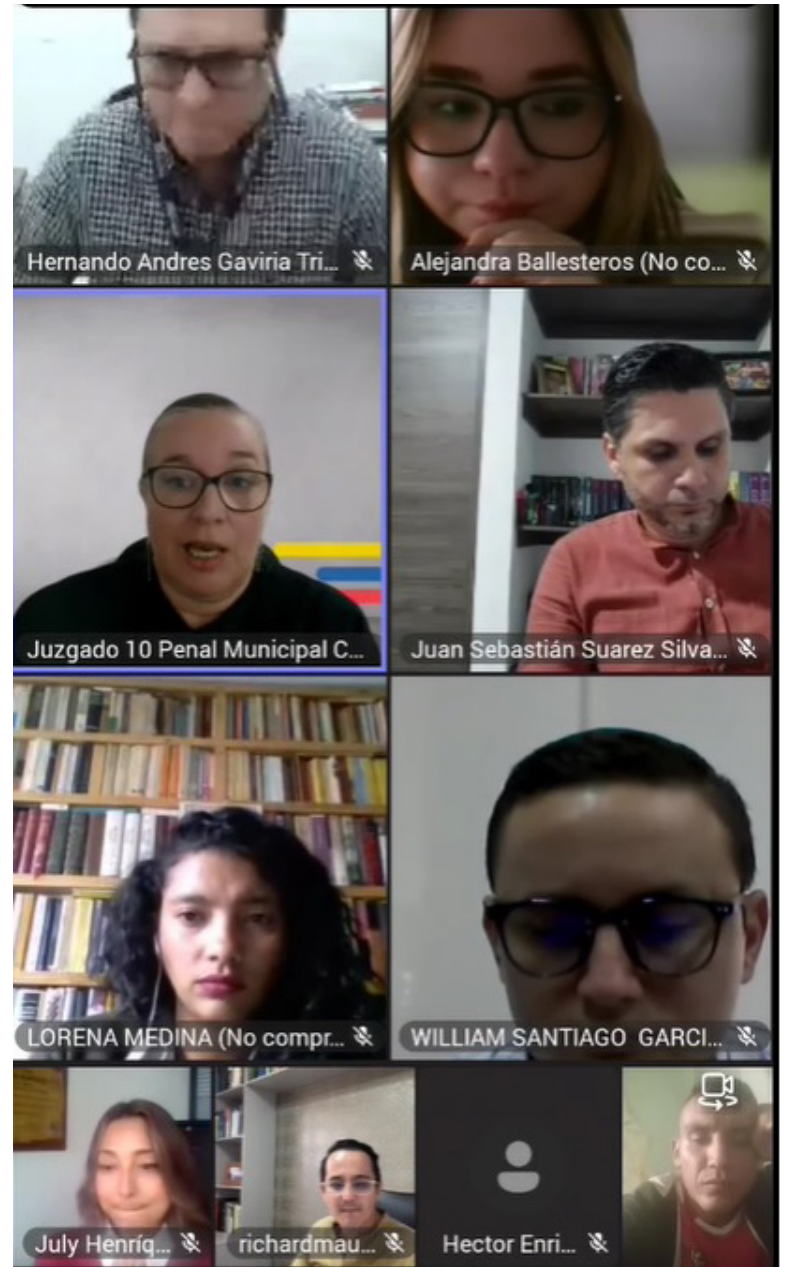 Hernando Andres Gaviria Tri...
Alejandra Ballesteros (No co...
Juzgado 10 Penal Municipal C...
Juan Sebastián Suarez Silva...
LORENA MEDINA (No compr...
WILLIAM SANTIAGO GARCI...
July Henríq...
richardmau...
Hector Enri...